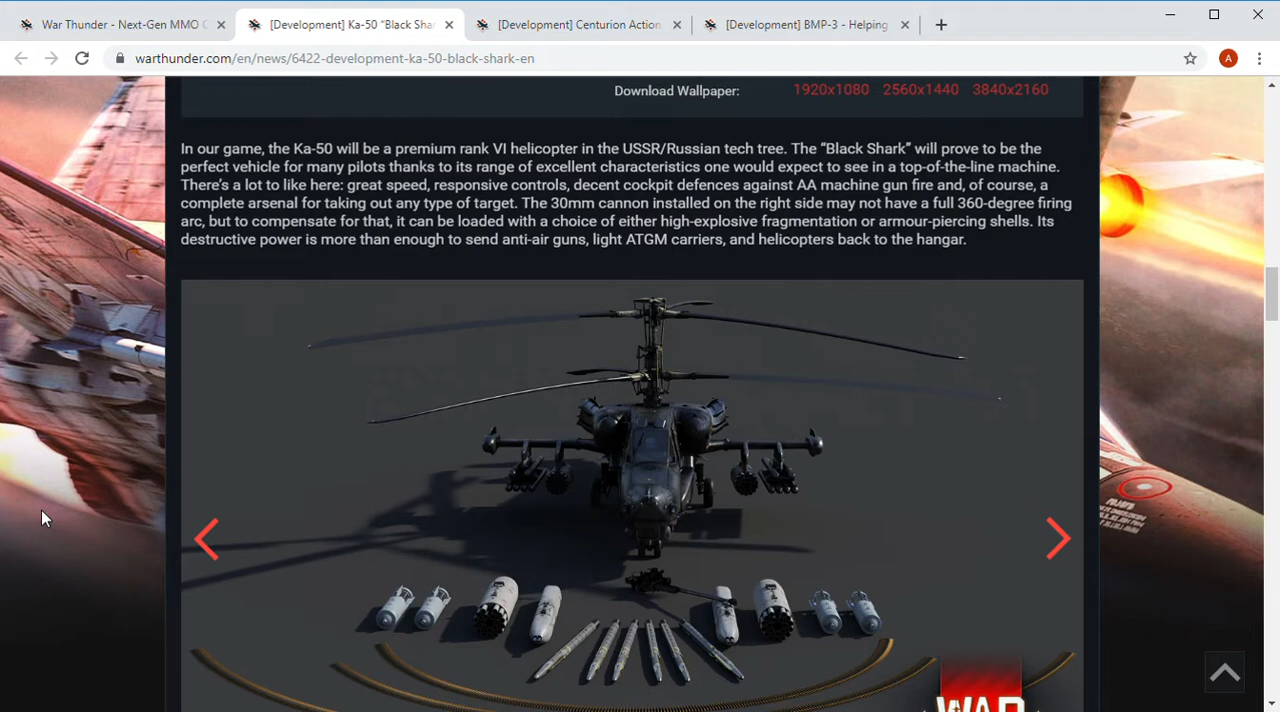 War Thunder - Next-Gen MMO C
[Development] Ka-50 "Black Shar
[Development] Centurion Action
[Development] BMP-3 - Helping
warthunder.com/en/news/6422-development-ka-50-black-shark-en
A
Download Wallpaper: 1920x1080 2560x1440 3840x2160
In our game, the Ka-50 will be a premium rank VI helicopter in the USSR/Russian tech tree. The “Black Shark” will prove to be the
perfect vehicle for many pilots thanks to its range of excellent characteristics one would expect to see in a top-of-the-line machine.
There’s a lot to like here: great speed, responsive controls, decent cockpit defences against AA machine gun fire and, of course, a
complete arsenal for taking out any type of target. The 30mm cannon installed on the right side may not have a full 360-degree firing
arc, but to compensate for that, it can be loaded with a choice of either high-explosive fragmentation or armour-piercing shells. Its
destructive power is more than enough to send anti-air guns, light ATGM carriers, and helicopters back to the hangar.
WAR